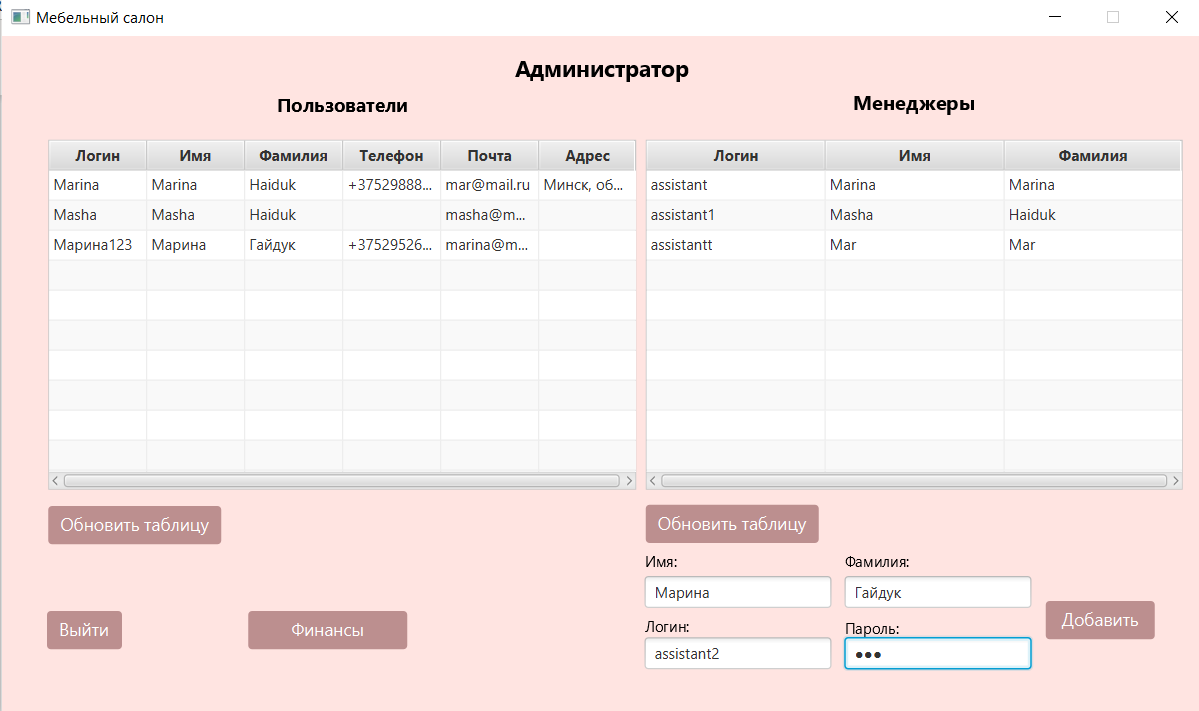 Мебельный салон
Администратор
Пользователи
Менеджеры
Логин Имя Фамилия Телефон Почта Адрес
Marina Marina Haiduk +37529888... mar@mail.ru Минск, об...
Masha Masha Haiduk masha@m...
Марина123 Марина Гайдук +37529526... marina@m...
Логин Имя Фамилия
assistant Marina Marina
assistant1 Masha Haiduk
assistantt Mar Mar
Обновить таблицу
Обновить таблицу
Имя: Фамилия:
Марина Гайдук
Логин: Пароль:
assistant2 ●●●
Добавить
Выйти
Финансы